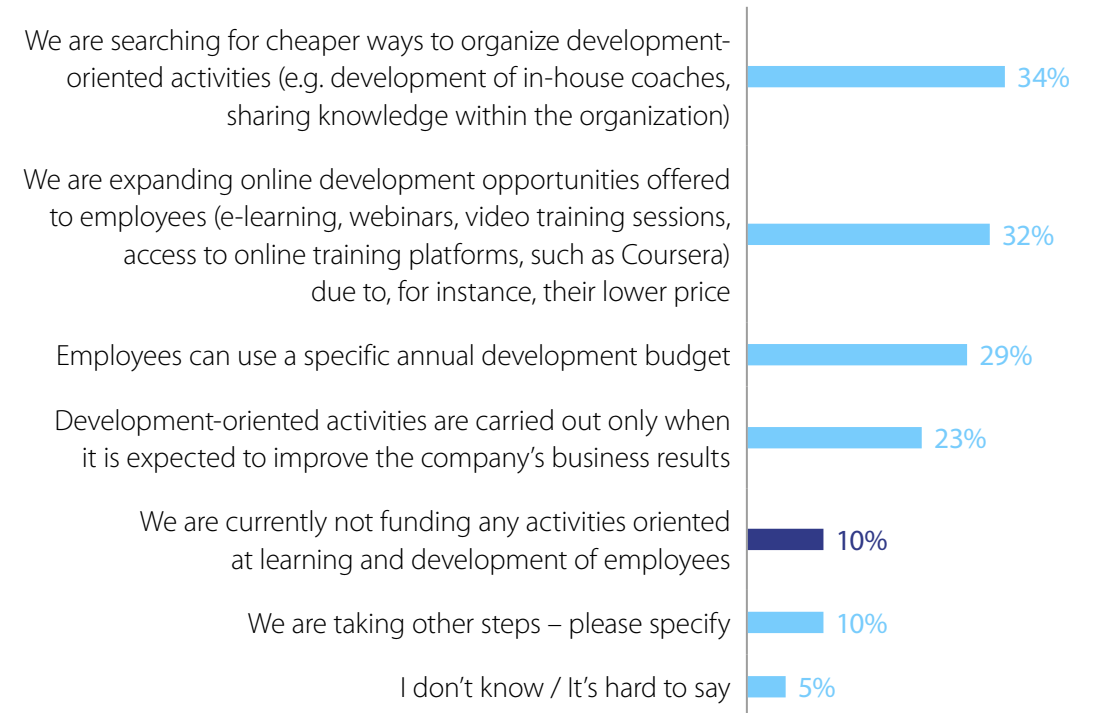 We are searching for cheaper ways to organize development-
oriented activities (e.g. development of in-house coaches,
sharing knowledge within the organization)
34%
We are expanding online development opportunities offered
to employees (e-learning, webinars, video training sessions,
access to online training platforms, such as Coursera)
due to, for instance, their lower price
32%
Employees can use a specific annual development budget
29%
Development-oriented activities are carried out only when
it is expected to improve the company’s business results
23%
We are currently not funding any activities oriented
at learning and development of employees
10%
We are taking other steps – please specify
10%
I don’t know / It’s hard to say
5%